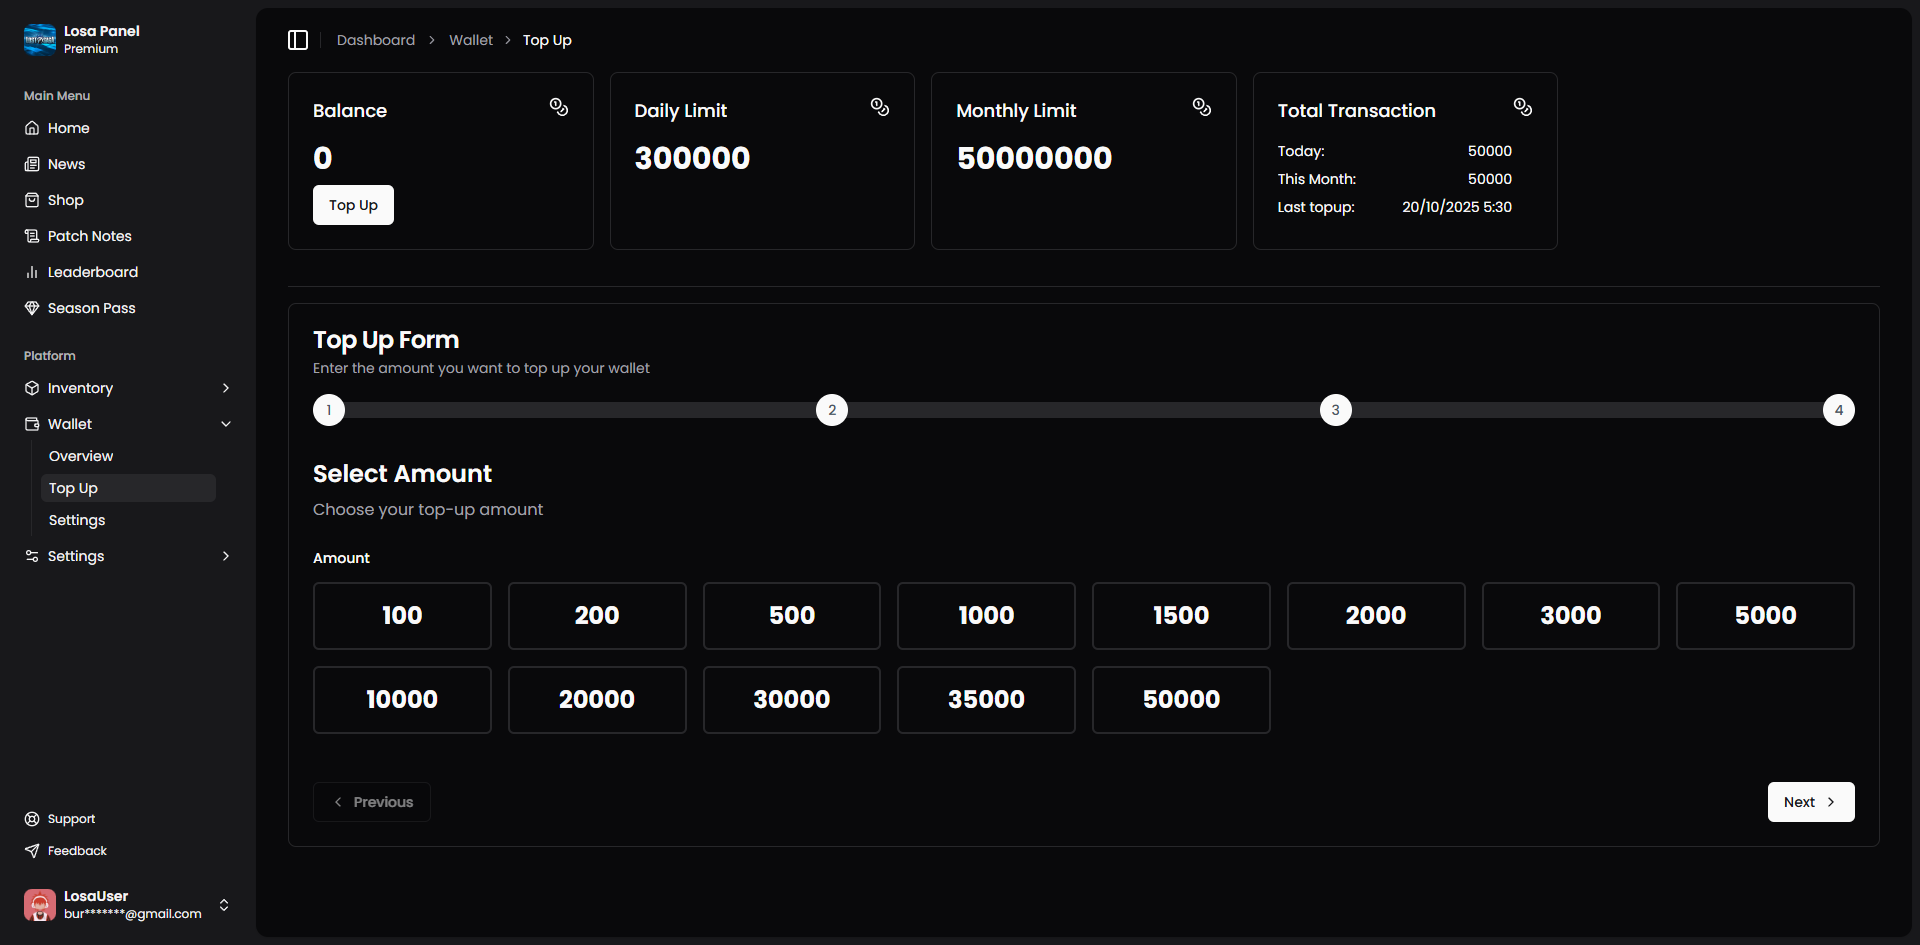 Losa Panel
Premium
Main Menu
Home
News
Shop
Patch Notes
Leaderboard
Season Pass
Platform
Inventory
Wallet
Overview
Top Up
Settings
Settings
Support
Feedback
LosaUser
bur*******@gmail.com
Dashboard > Wallet > Top Up
Balance
0
Top Up
Daily Limit
300000
Monthly Limit
50000000
Total Transaction
Today: 50000
This Month: 50000
Last topup: 20/10/2025 5:30
Top Up Form
Enter the amount you want to top up your wallet
1 2 3 4
Select Amount
Choose your top-up amount
Amount
100 200 500 1000 1500 2000 3000 5000
10000 20000 30000 35000 50000
Previous
Next